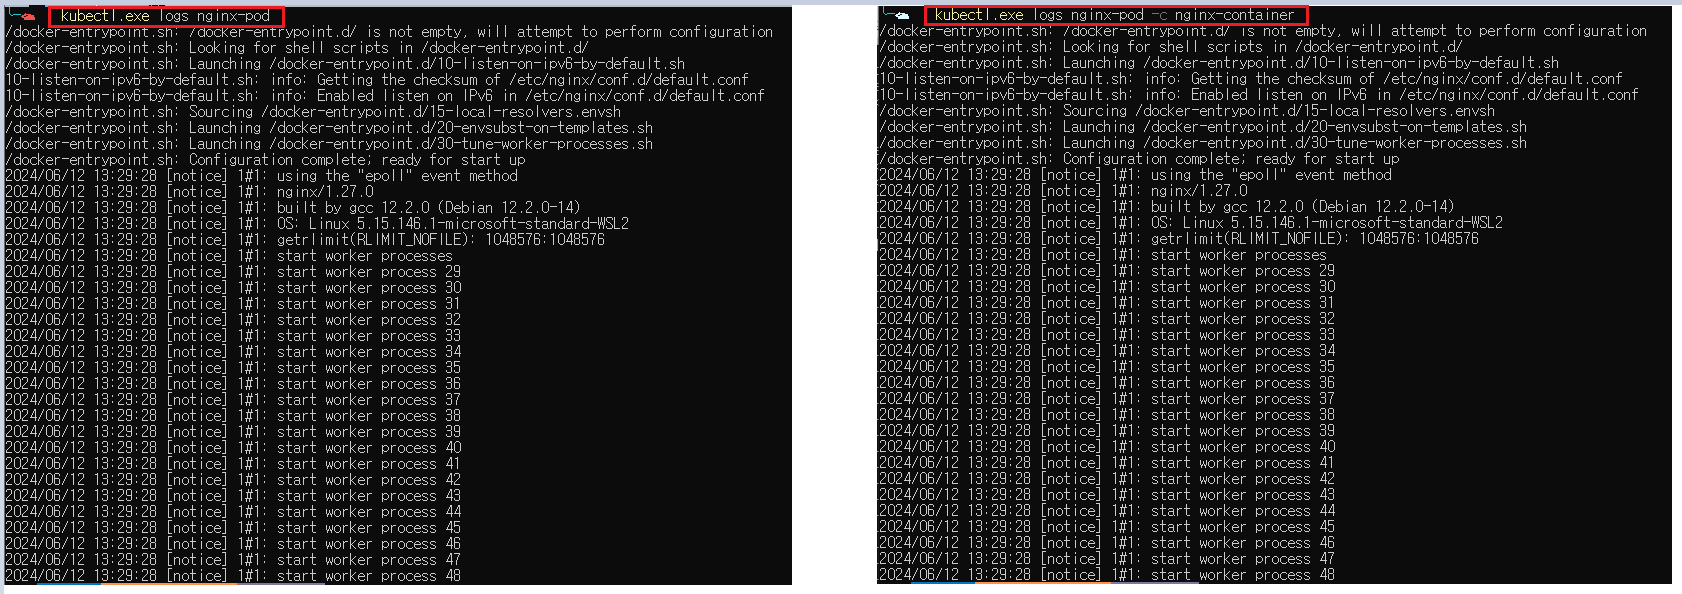 kubectl.exe logs nginx-pod
/docker-entrypoint.sh: /docker-entrypoint.d/ is not empty, will attempt to perform configuration
/docker-entrypoint.sh: Looking for shell scripts in /docker-entrypoint.d/
/docker-entrypoint.sh: Launching /docker-entrypoint.d/10-listen-on-ipv6-by-default.sh
10-listen-on-ipv6-by-default.sh: info: Getting the checksum of /etc/nginx/conf.d/default.conf
10-listen-on-ipv6-by-default.sh: info: Enabled listen on IPv6 in /etc/nginx/conf.d/default.conf
/docker-entrypoint.sh: Sourcing /docker-entrypoint.d/15-local-resolvers.envsh
/docker-entrypoint.sh: Launching /docker-entrypoint.d/20-envsubst-on-templates.sh
/docker-entrypoint.sh: Launching /docker-entrypoint.d/30-tune-worker-processes.sh
/docker-entrypoint.sh: Configuration complete; ready for start up
2024/06/12 13:29:28 [notice] 1#1: using the "epoll" event method
2024/06/12 13:29:28 [notice] 1#1: nginx/1.27.0
2024/06/12 13:29:28 [notice] 1#1: built by gcc 12.2.0 (Debian 12.2.0-14)
2024/06/12 13:29:28 [notice] 1#1: OS: Linux 5.15.146.1-microsoft-standard-WSL2
2024/06/12 13:29:28 [notice] 1#1: getrlimit(RLIMIT_NOFILE): 1048576:1048576
2024/06/12 13:29:28 [notice] 1#1: start worker processes
2024/06/12 13:29:28 [notice] 1#1: start worker process 29
2024/06/12 13:29:28 [notice] 1#1: start worker process 30
2024/06/12 13:29:28 [notice] 1#1: start worker process 31
2024/06/12 13:29:28 [notice] 1#1: start worker process 32
2024/06/12 13:29:28 [notice] 1#1: start worker process 33
2024/06/12 13:29:28 [notice] 1#1: start worker process 34
2024/06/12 13:29:28 [notice] 1#1: start worker process 35
2024/06/12 13:29:28 [notice] 1#1: start worker process 36
2024/06/12 13:29:28 [notice] 1#1: start worker process 37
2024/06/12 13:29:28 [notice] 1#1: start worker process 38
2024/06/12 13:29:28 [notice] 1#1: start worker process 39
2024/06/12 13:29:28 [notice] 1#1: start worker process 40
2024/06/12 13:29:28 [notice] 1#1: start worker process 41
2024/06/12 13:29:28 [notice] 1#1: start worker process 42
2024/06/12 13:29:28 [notice] 1#1: start worker process 43
2024/06/12 13:29:28 [notice] 1#1: start worker process 44
2024/06/12 13:29:28 [notice] 1#1: start worker process 45
2024/06/12 13:29:28 [notice] 1#1: start worker process 46
2024/06/12 13:29:28 [notice] 1#1: start worker process 47
2024/06/12 13:29:28 [notice] 1#1: start worker process 48
kubectl.exe logs nginx-pod -c nginx-container
/docker-entrypoint.sh: /docker-entrypoint.d/ is not empty, will attempt to perform configuration
/docker-entrypoint.sh: Looking for shell scripts in /docker-entrypoint.d/
/docker-entrypoint.sh: Launching /docker-entrypoint.d/10-listen-on-ipv6-by-default.sh
10-listen-on-ipv6-by-default.sh: info: Getting the checksum of /etc/nginx/conf.d/default.conf
10-listen-on-ipv6-by-default.sh: info: Enabled listen on IPv6 in /etc/nginx/conf.d/default.conf
/docker-entrypoint.sh: Sourcing /docker-entrypoint.d/15-local-resolvers.envsh
/docker-entrypoint.sh: Launching /docker-entrypoint.d/20-envsubst-on-templates.sh
/docker-entrypoint.sh: Launching /docker-entrypoint.d/30-tune-worker-processes.sh
/docker-entrypoint.sh: Configuration complete; ready for start up
2024/06/12 13:29:28 [notice] 1#1: using the "epoll" event method
2024/06/12 13:29:28 [notice] 1#1: nginx/1.27.0
2024/06/12 13:29:28 [notice] 1#1: built by gcc 12.2.0 (Debian 12.2.0-14)
2024/06/12 13:29:28 [notice] 1#1: OS: Linux 5.15.146.1-microsoft-standard-WSL2
2024/06/12 13:29:28 [notice] 1#1: getrlimit(RLIMIT_NOFILE): 1048576:1048576
2024/06/12 13:29:28 [notice] 1#1: start worker processes
2024/06/12 13:29:28 [notice] 1#1: start worker process 29
2024/06/12 13:29:28 [notice] 1#1: start worker process 30
2024/06/12 13:29:28 [notice] 1#1: start worker process 31
2024/06/12 13:29:28 [notice] 1#1: start worker process 32
2024/06/12 13:29:28 [notice] 1#1: start worker process 33
2024/06/12 13:29:28 [notice] 1#1: start worker process 34
2024/06/12 13:29:28 [notice] 1#1: start worker process 35
2024/06/12 13:29:28 [notice] 1#1: start worker process 36
2024/06/12 13:29:28 [notice] 1#1: start worker process 37
2024/06/12 13:29:28 [notice] 1#1: start worker process 38
2024/06/12 13:29:28 [notice] 1#1: start worker process 39
2024/06/12 13:29:28 [notice] 1#1: start worker process 40
2024/06/12 13:29:28 [notice] 1#1: start worker process 41
2024/06/12 13:29:28 [notice] 1#1: start worker process 42
2024/06/12 13:29:28 [notice] 1#1: start worker process 43
2024/06/12 13:29:28 [notice] 1#1: start worker process 44
2024/06/12 13:29:28 [notice] 1#1: start worker process 45
2024/06/12 13:29:28 [notice] 1#1: start worker process 46
2024/06/12 13:29:28 [notice] 1#1: start worker process 47
2024/06/12 13:29:28 [notice] 1#1: start worker process 48